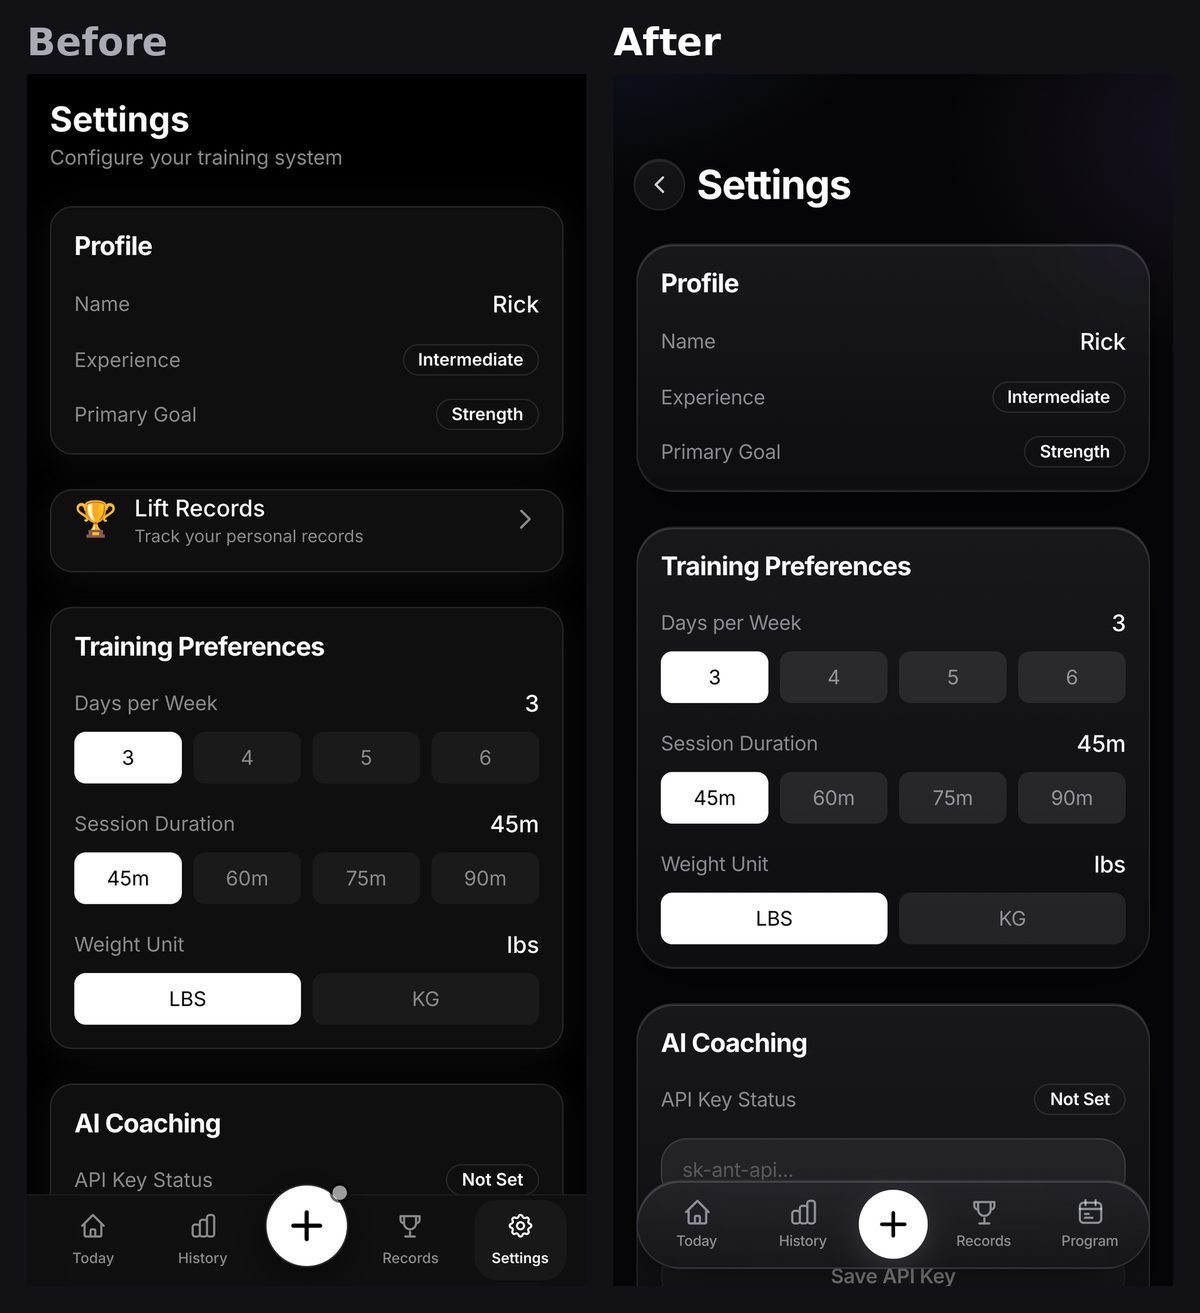 Before
Settings
Configure your training system
Profile
Name Rick
Experience Intermediate
Primary Goal Strength
Lift Records
Track your personal records
Training Preferences
Days per Week 3
3 4 5 6
Session Duration 45m
45m 60m 75m 90m
Weight Unit lbs
LBS KG
AI Coaching
API Key Status Not Set
Today History Records Settings
After
Settings
Profile
Name Rick
Experience Intermediate
Primary Goal Strength
Training Preferences
Days per Week 3
3 4 5 6
Session Duration 45m
45m 60m 75m 90m
Weight Unit lbs
LBS KG
AI Coaching
API Key Status Not Set
sk-ant-api...
Today History Records Program
Save API Key